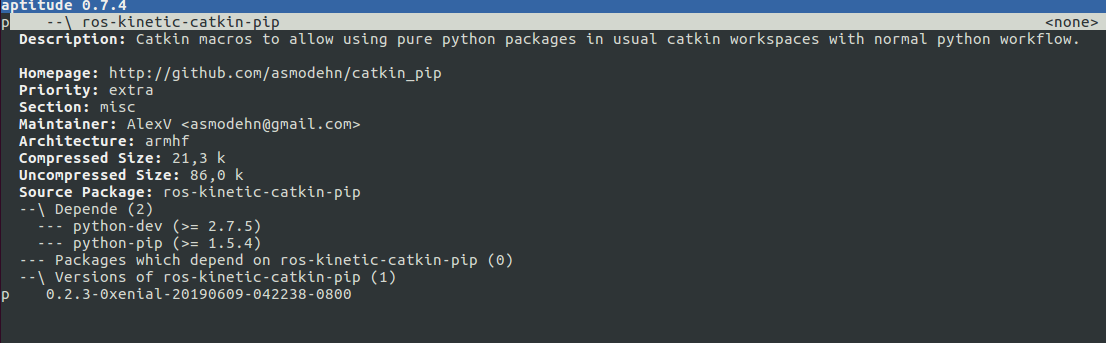 aptitude 0.7.4
p --\ ros-kinetic-catkin-pip <none>
Description: Catkin macros to allow using pure python packages in usual catkin workspaces with normal python workflow.
Homepage: http://github.com/asmodehn/catkin_pip
Priority: extra
Section: misc
Maintainer: AlexV <asmodehn@gmail.com>
Architecture: armhf
Compressed Size: 21,3 k
Uncompressed Size: 86,0 k
Source Package: ros-kinetic-catkin-pip
--\ Depende (2)
--- python-dev (>= 2.7.5)
--- python-pip (>= 1.5.4)
--- Packages which depend on ros-kinetic-catkin-pip (0)
--\ Versions of ros-kinetic-catkin-pip (1)
p 0.2.3-0xenial-20190609-042238-0800